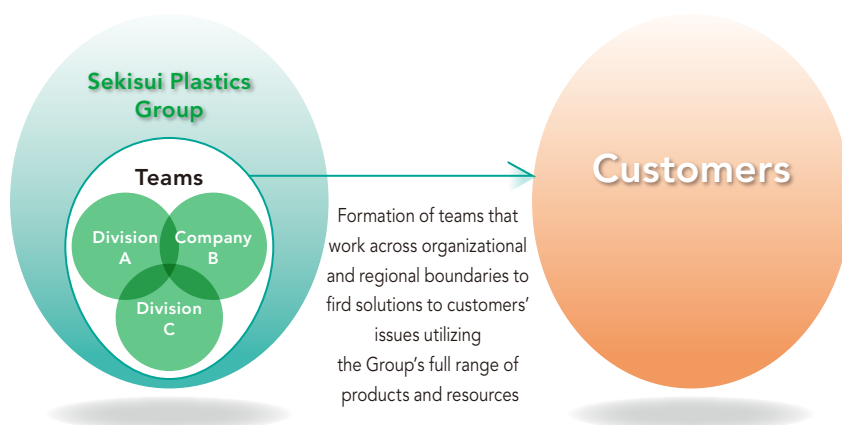 Sekisui Plastics
Group
Teams
Division
A
Company
B
Division
C
Formation of teams that
work across organizational
and regional boundaries to
fird solutions to customers’
issues utilizing
the Group’s full range of
products and resources
Customers